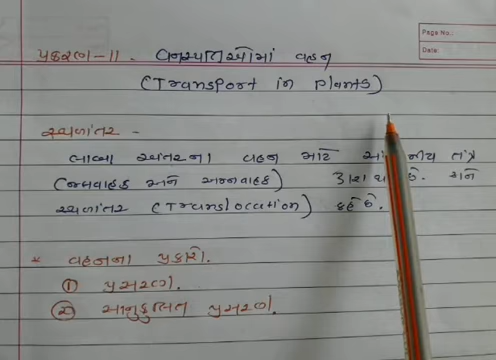 Page No.:
Date:
પ્રકરણ-11. વનસ્પતિઓમાં વહન
(Transport in plants)
સ્થળાંતર -
લાંબા અંતરના વહન માટે તંત્ર
(જલવાહક અને અન્નવાહક) દ્વારા છે. અને
સ્થળાંતર (Translocation) કહે છે.
* વહનના પ્રકારો.
① પ્રસરણ.
② સાનુકુલિત પ્રસરણ.